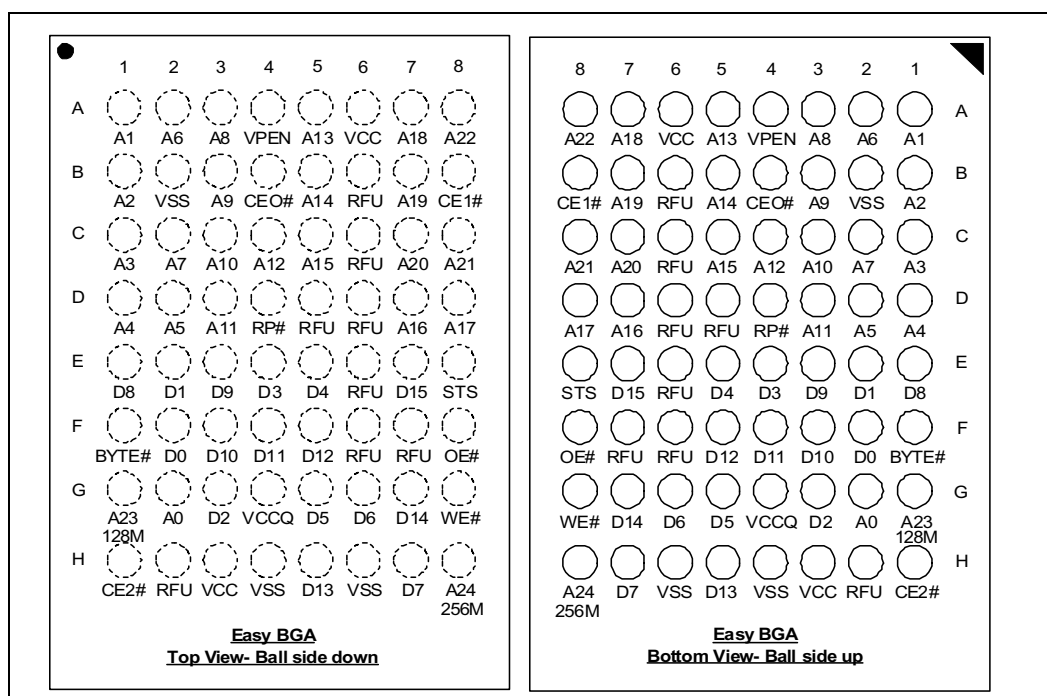 1 2 3 4 5 6 7 8
A
A1 A6 A8 VPEN A13 VCC A18 A22
B
A2 VSS A9 CEO# A14 RFU A19 CE1#
C
A3 A7 A10 A12 A15 RFU A20 A21
D
A4 A5 A11 RP# RFU RFU A16 A17
E
D8 D1 D9 D3 D4 RFU D15 STS
F
BYTE# D0 D10 D11 D12 RFU RFU OE#
G
A23 A0 D2 VCCQ D5 D6 D14 WE#
128M
H
CE2# RFU VCC VSS D13 VSS D7 A24
256M
Easy BGA
Top View- Ball side down
8 7 6 5 4 3 2 1
A
A22 A18 VCC A13 VPEN A8 A6 A1
B
CE1# A19 RFU A14 CEO# A9 VSS A2
C
A21 A20 RFU A15 A12 A10 A7 A3
D
A17 A16 RFU RFU RP# A11 A5 A4
E
STS D15 RFU D4 D3 D9 D1 D8
F
OE# RFU RFU D12 D11 D10 D0 BYTE#
G
WE# D14 D6 D5 VCCQ D2 A0 A23
128M
H
A24 D7 VSS D13 VSS VCC RFU CE2#
256M
Easy BGA
Bottom View- Ball side up